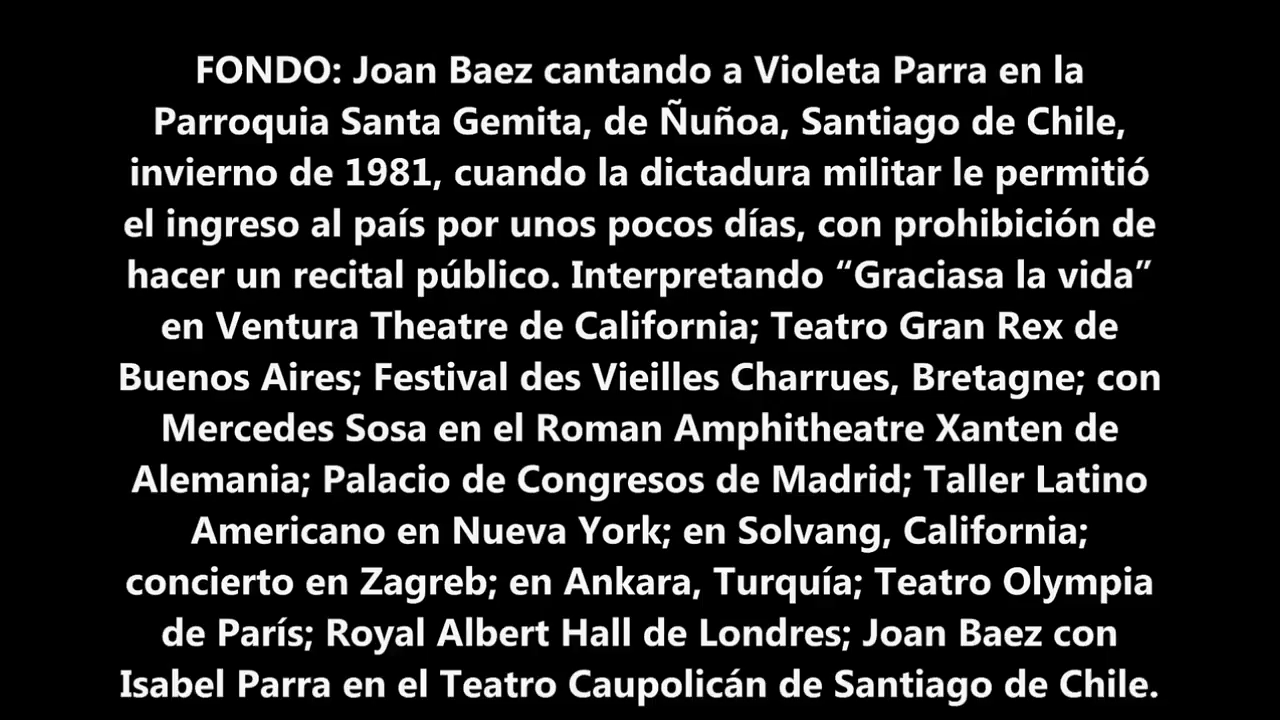 FONDO: Joan Baez cantando a Violeta Parra en la
Parroquia Santa Gemita, de Ñuñoa, Santiago de Chile,
invierno de 1981, cuando la dictadura militar le permitió
el ingreso al país por unos pocos días, con prohibición de
hacer un recital público. Interpretando “Graciasa la vida”
en Ventura Theatre de California; Teatro Gran Rex de
Buenos Aires; Festival des Vieilles Charrues, Bretagne; con
Mercedes Sosa en el Roman Amphitheatre Xanten de
Alemania; Palacio de Congresos de Madrid; Taller Latino
Americano en Nueva York; en Solvang, California;
concierto en Zagreb; en Ankara, Turquía; Teatro Olympia
de París; Royal Albert Hall de Londres; Joan Baez con
Isabel Parra en el Teatro Caupolicán de Santiago de Chile.